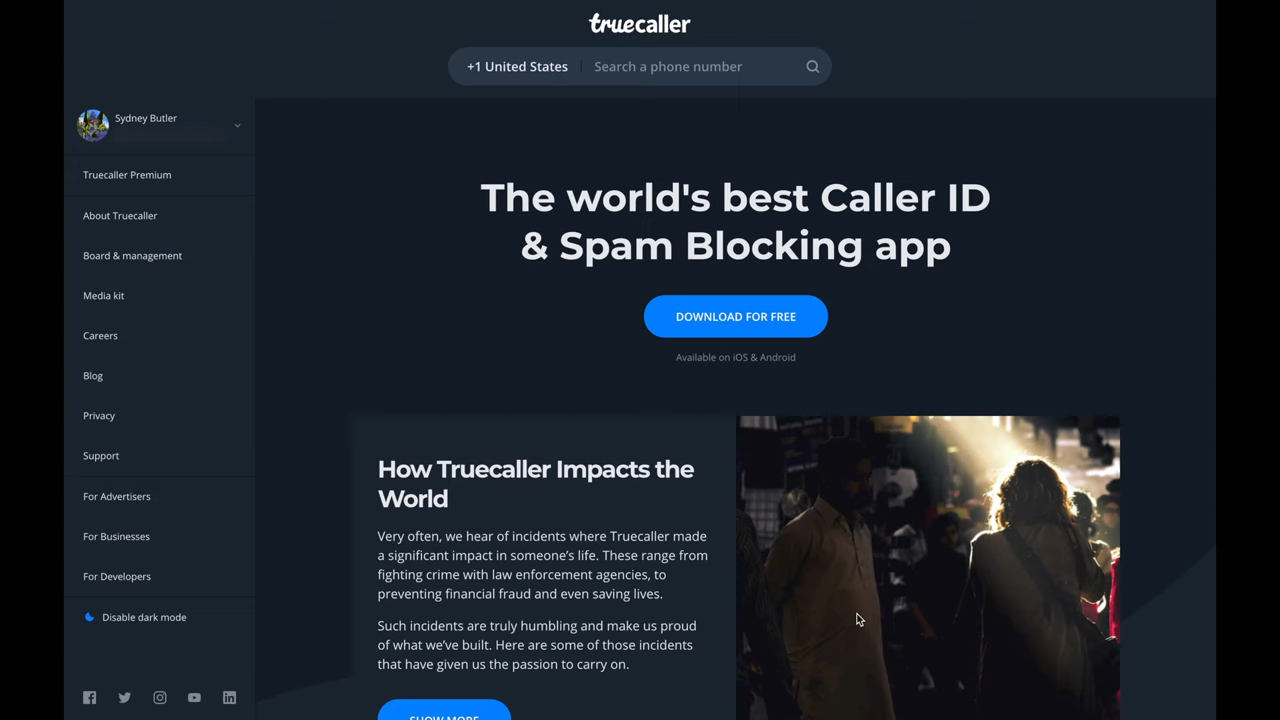 truecaller
+1 United States
Search a phone number
Sydney Butler
Truecaller Premium
About Truecaller
Board & management
Media kit
Careers
Blog
Privacy
Support
For Advertisers
For Businesses
For Developers
Disable dark mode
The world's best Caller ID
& Spam Blocking app
DOWNLOAD FOR FREE
Available on iOS & Android
How Truecaller Impacts the
World
Very often, we hear of incidents where Truecaller made
a significant impact in someone’s life. These range from
fighting crime with law enforcement agencies, to
preventing financial fraud and even saving lives.
Such incidents are truly humbling and make us proud
of what we’ve built. Here are some of those incidents
that have given us the passion to carry on.
SHOW MORE